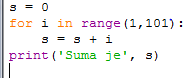 s = 0
for i in range(1,101):
    s = s + i
print('Suma je', s)